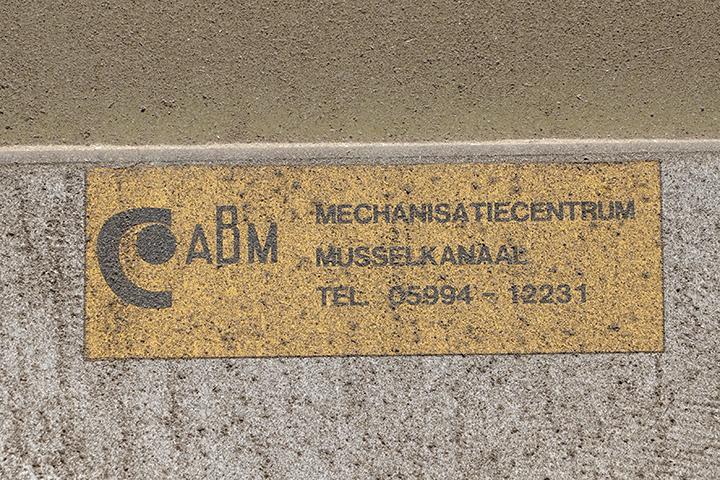 ABM
MECHANISATIECENTRUM
MUSSELKANAAL
TEL. 05994 - 12231